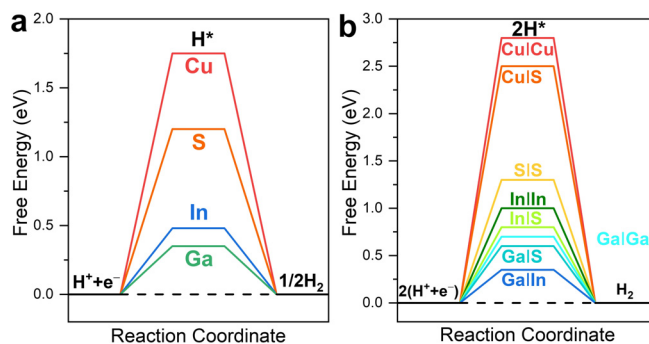 a
2.0
1.5
1.0
0.5
0.0
Free Energy (eV)
H*
Cu
S
In
Ga
H⁺+e⁻
1/2H₂
Reaction Coordinate
b
3.0
2.5
2.0
1.5
1.0
0.5
0.0
Free Energy (eV)
2H*
Cu|Cu
Cu|S
S|S
In|In
In|S
Ga|Ga
Ga|S
Ga|In
2(H⁺+e⁻)
H₂
Reaction Coordinate